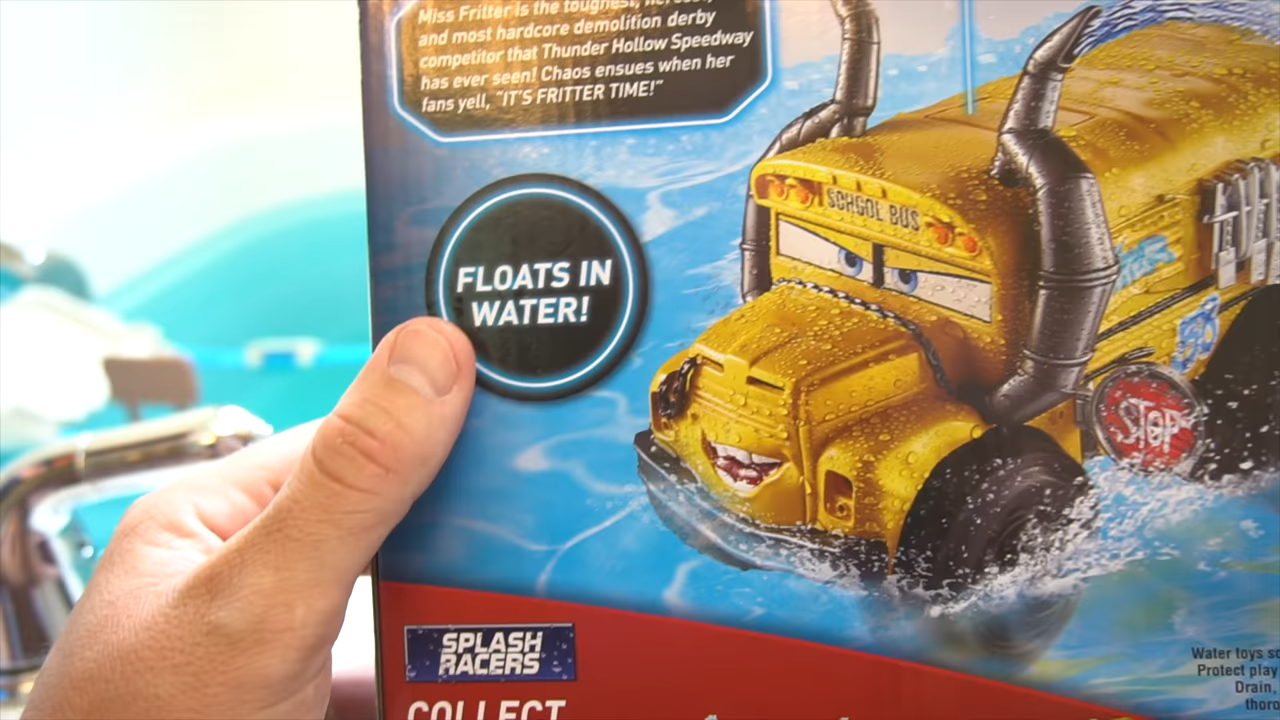 Miss Fritter is the toughest,
and most hardcore demolition derby
competitor that Thunder Hollow Speedway
has ever seen! Chaos ensues when her
fans yell, "IT'S FRITTER TIME!"
SCHOOL BUS
FLOATS IN
WATER!
STOP
SPLASH
RACERS
COLLECT
Water toys
Protect play
Drain,